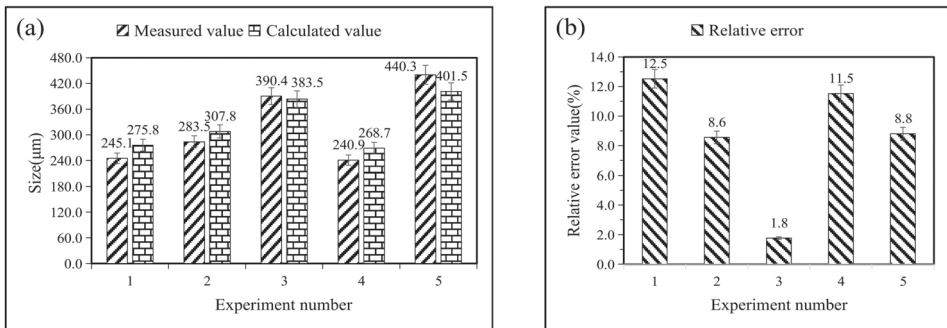 (a)
Measured value Calculated value
480.0
420.0
360.0
300.0
240.0
180.0
120.0
60.0
0.0
Size(μm)
245.1 275.8 283.5 307.8 390.4 383.5 240.9 268.7 440.3 401.5
1 2 3 4 5
Experiment number
(b)
Relative error
14.0
12.0
10.0
8.0
6.0
4.0
2.0
0.0
Relative error value(%)
12.5 8.6 1.8 11.5 8.8
1 2 3 4 5
Experiment number